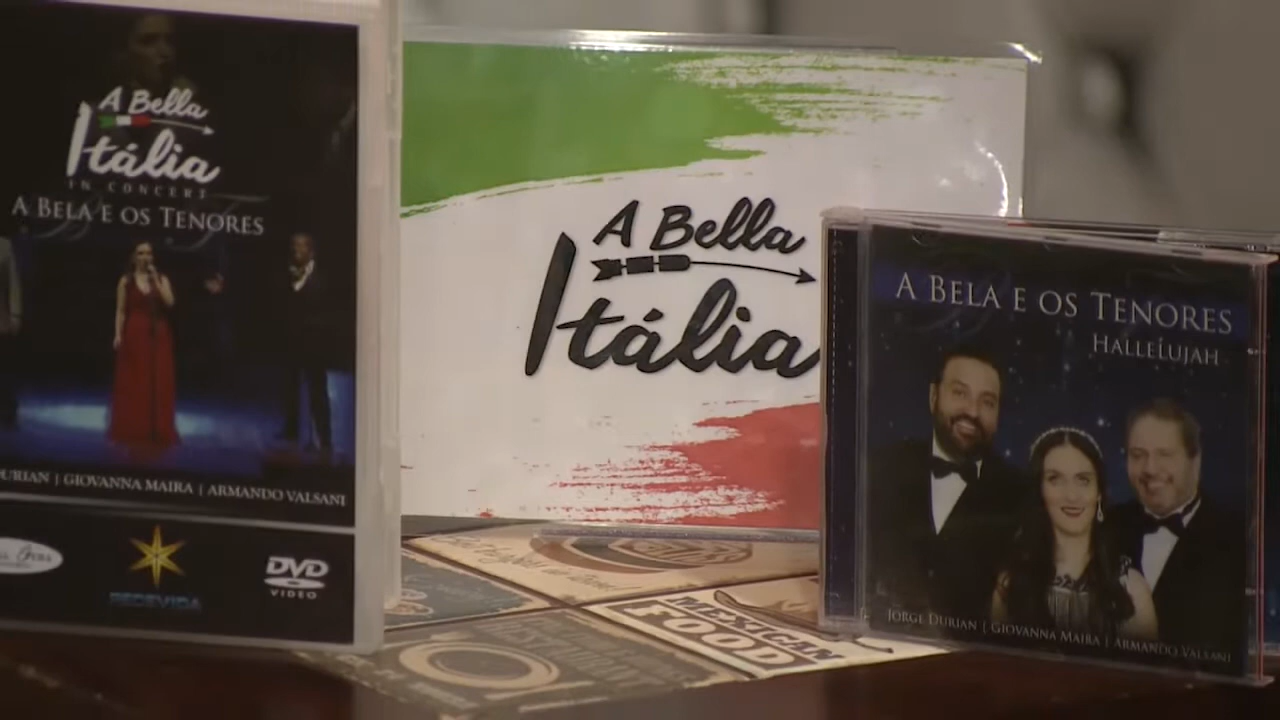 A Bella
Itália
IN CONCERT
A BELA E OS TENORES
DURIAN | GIOVANNA MAIRA | ARMANDO VALSANI
REDEVIDA
DVD
VIDEO
A Bella
Itália
A BELA E OS TENORES
HALLELUJAH
JORGE DURIAN | GIOVANNA MAIRA | ARMANDO VALSANI
MEXICAN
FOOD